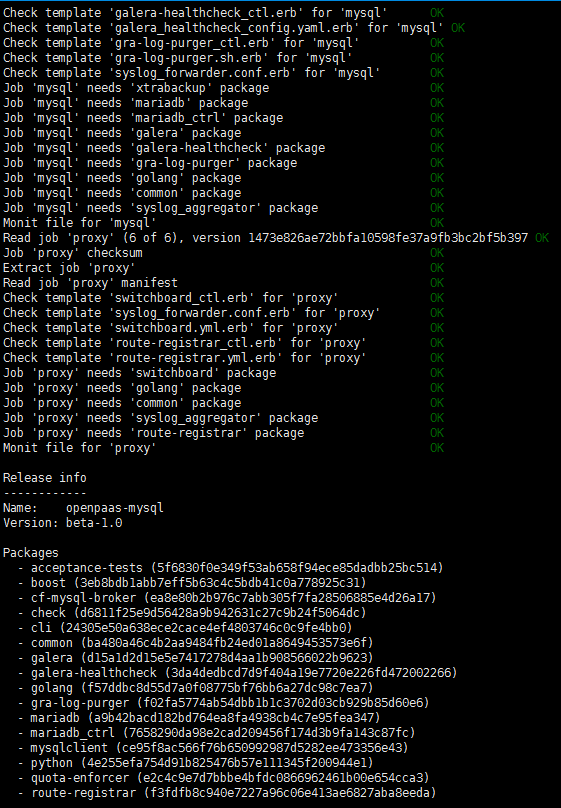 Check template 'galera-healthcheck_ctl.erb' for 'mysql' OK
Check template 'galera_healthcheck_config.yaml.erb' for 'mysql' OK
Check template 'gra-log-purger_ctl.erb' for 'mysql' OK
Check template 'gra-log-purger.sh.erb' for 'mysql' OK
Check template 'syslog_forwarder.conf.erb' for 'mysql' OK
Job 'mysql' needs 'xtrabackup' package OK
Job 'mysql' needs 'mariadb' package OK
Job 'mysql' needs 'mariadb_ctrl' package OK
Job 'mysql' needs 'galera' package OK
Job 'mysql' needs 'galera-healthcheck' package OK
Job 'mysql' needs 'gra-log-purger' package OK
Job 'mysql' needs 'golang' package OK
Job 'mysql' needs 'common' package OK
Job 'mysql' needs 'syslog_aggregator' package OK
Monit file for 'mysql' OK
Read job 'proxy' (6 of 6), version 1473e826ae72bbfa10598fe37a9fb3bc2bf5b397 OK
Job 'proxy' checksum OK
Extract job 'proxy' OK
Read job 'proxy' manifest OK
Check template 'switchboard_ctl.erb' for 'proxy' OK
Check template 'syslog_forwarder.conf.erb' for 'proxy' OK
Check template 'switchboard.yml.erb' for 'proxy' OK
Check template 'route-registrar_ctl.erb' for 'proxy' OK
Check template 'route-registrar.yml.erb' for 'proxy' OK
Job 'proxy' needs 'switchboard' package OK
Job 'proxy' needs 'golang' package OK
Job 'proxy' needs 'common' package OK
Job 'proxy' needs 'syslog_aggregator' package OK
Job 'proxy' needs 'route-registrar' package OK
Monit file for 'proxy' OK
Release info
------------
Name: openpaas-mysql
Version: beta-1.0
Packages
- acceptance-tests (5f6830f0e349f53ab658f94ece85dadbb25bc514)
- boost (3eb8bdb1abb7eff5b63c4c5bdb41c0a778925c31)
- cf-mysql-broker (ea8e80b2b976c7abb305f7fa28506885e4d26a17)
- check (d6811f25e9d56428a9b942631c27c9b24f5064dc)
- cli (24305e50a638ece2cace4ef4803746c0c9fe4bb0)
- common (ba480a46c4b2aa9484fb24ed01a8649453573e6f)
- galera (d15a1d2d15e5e7417278d4aa1b908566022b9623)
- galera-healthcheck (3da4dedbcd7d9f404a19e7720e226fd472002266)
- golang (f57ddbc8d55d7a0f08775bf76bb6a27dc98c7ea7)
- gra-log-purger (f02fa5774ab54dbb1b1c3702d03cb929b85d60e6)
- mariadb (a9b42bacd182bd764ea8fa4938cb4c7e95fea347)
- mariadb_ctrl (7658290da98e2cad209456f174d3b9fa143c87fc)
- mysqlclient (ce95f8ac566f76b650992987d5282ee473356e43)
- python (4e255efa754d91b825476b57e111345f200944e1)
- quota-enforcer (e2c4c9e7d7bbbe4bfdc0866962461b00e654cca3)
- route-registrar (f3fdfb8c940e7227a96c06e413ae6827aba8eeda)